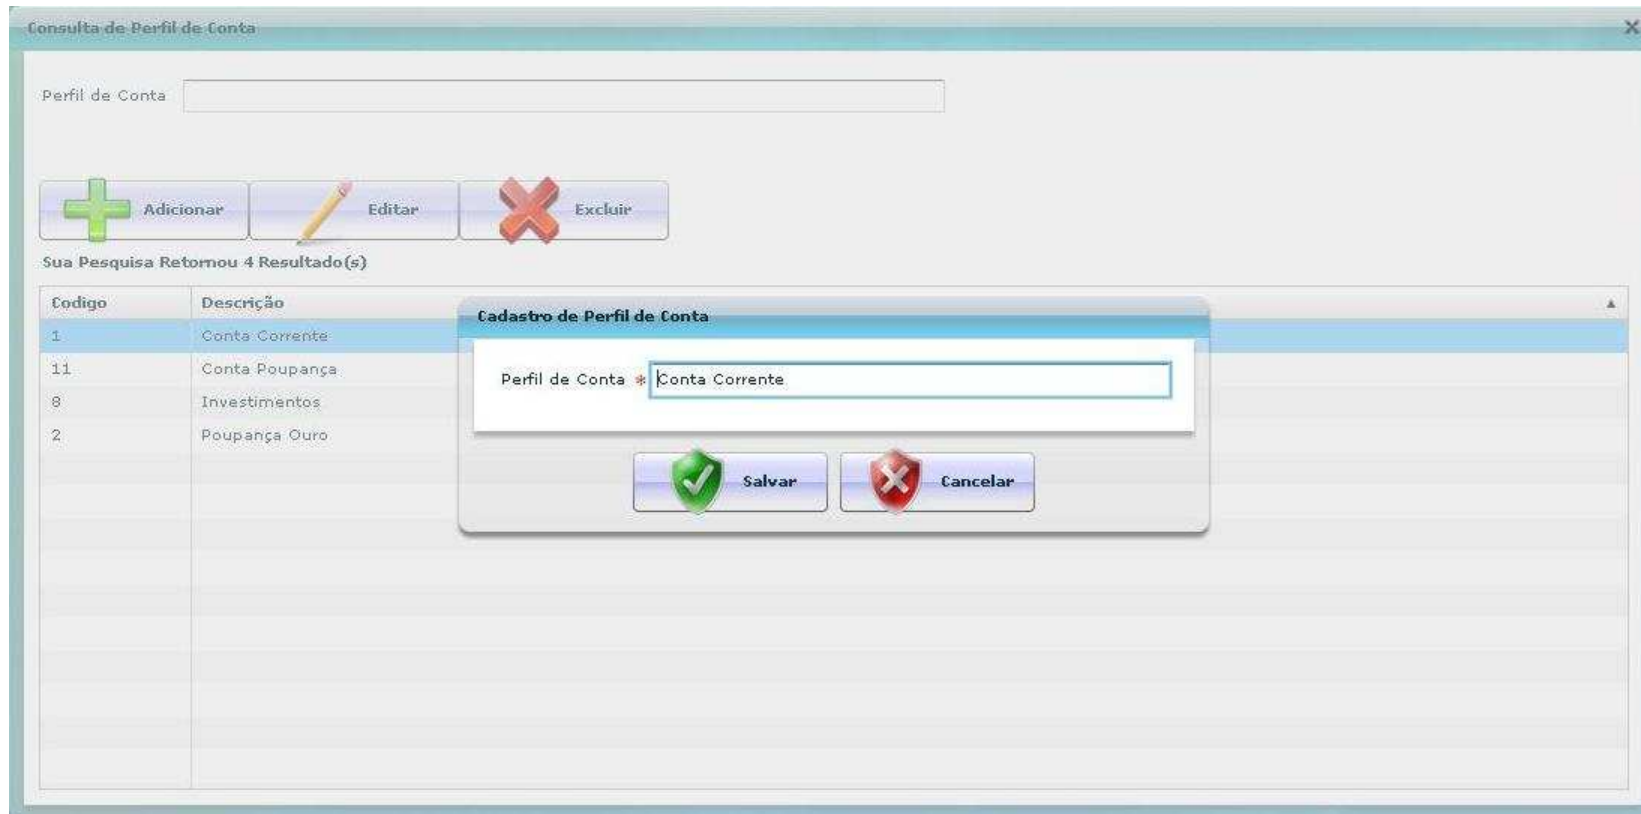 Consulta de Perfil de Conta
Perfil de Conta
Adicionar Editar Excluir
Sua Pesquisa Retornou 4 Resultado(s)
Codigo Descrição
1 Conta Corrente
11 Conta Poupança
8 Investimentos
2 Poupança Ouro
Cadastro de Perfil de Conta
Perfil de Conta * Conta Corrente
Salvar Cancelar